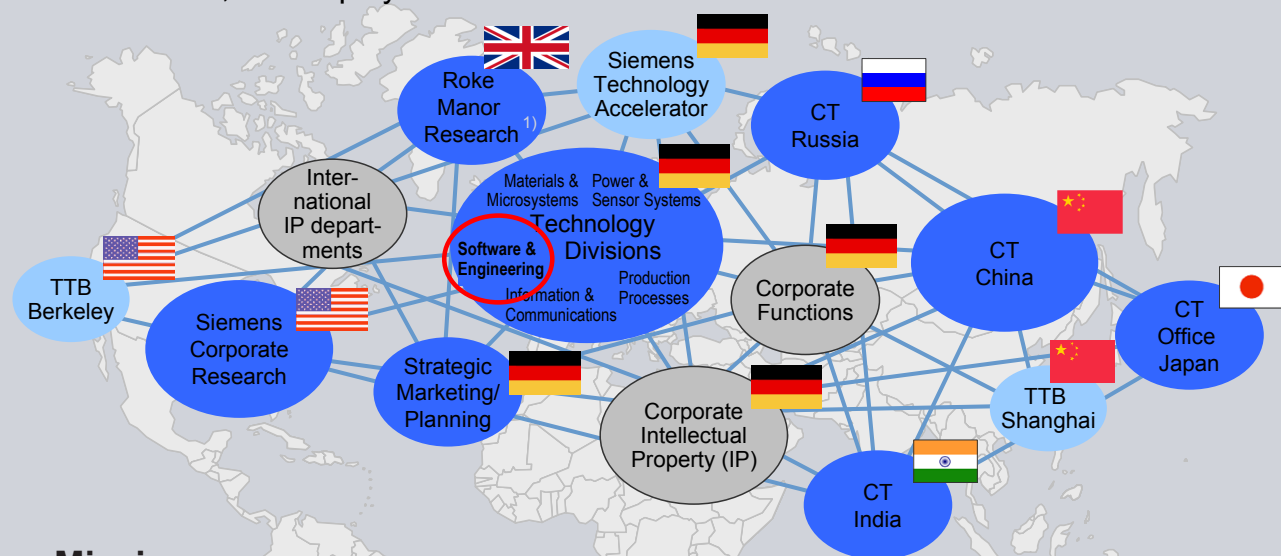 Roke
Manor
Research 1)
Siemens
Technology
Accelerator
CT
Russia
Inter-
national
IP depart-
ments
Materials &
Microsystems
Power &
Sensor Systems
Technology
Divisions
Software &
Engineering
Information &
Communications
Production
Processes
CT
China
TTB
Berkeley
Siemens
Corporate
Research
Strategic
Marketing/
Planning
Corporate
Functions
CT
Office
Japan
Corporate
Intellectual
Property (IP)
TTB
Shanghai
CT
India